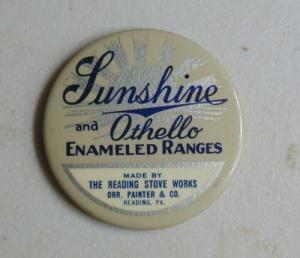 Sunshine
and Othello
ENAMELED RANGES
MADE BY
THE READING STOVE WORKS
ORR, PAINTER & CO.
READING, PA.